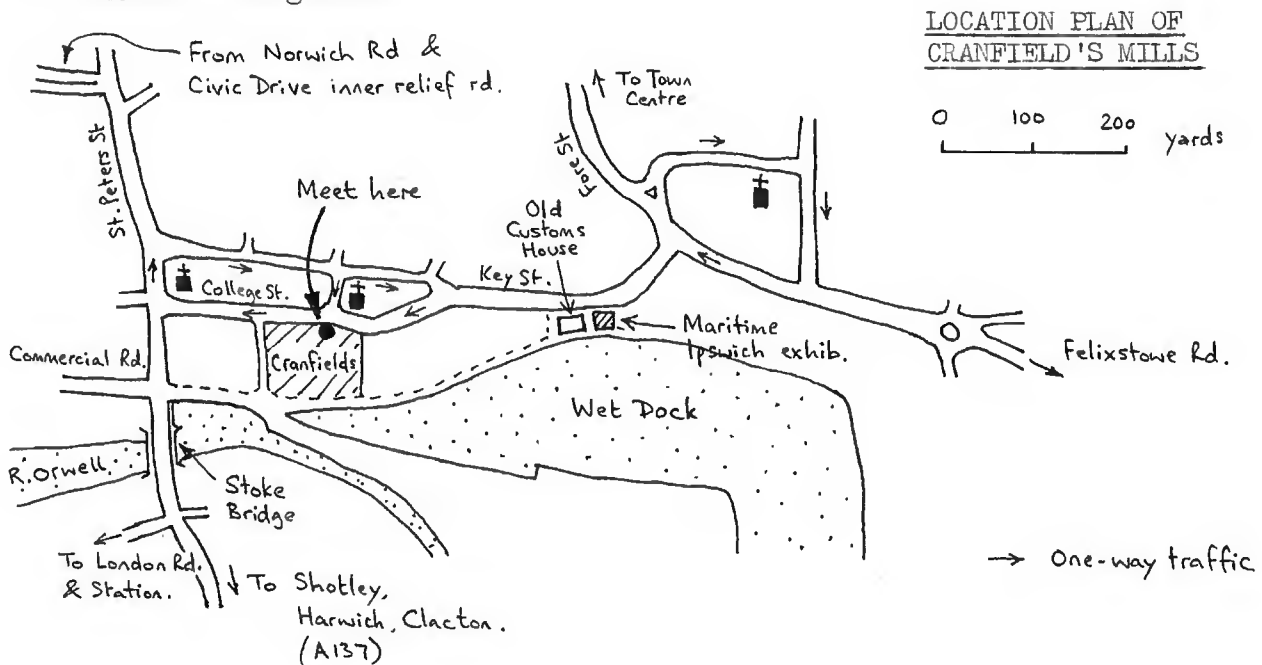 LOCATION PLAN OF
CRANFIELD'S MILLS
0 100 200 yards
From Norwich Rd &
Civic Drive inner relief rd.
To Town
Centre
St. Peters St
Fore St
Meet here
Old
Customs
House
Key St.
College St.
Maritime
Ipswich exhib.
Cranfields
Commercial Rd.
Felixstowe Rd.
Wet Dock
R. Orwell
Stoke
Bridge
To London Rd.
& Station.
To Shotley,
Harwich, Clacton.
(A137)
One-way traffic